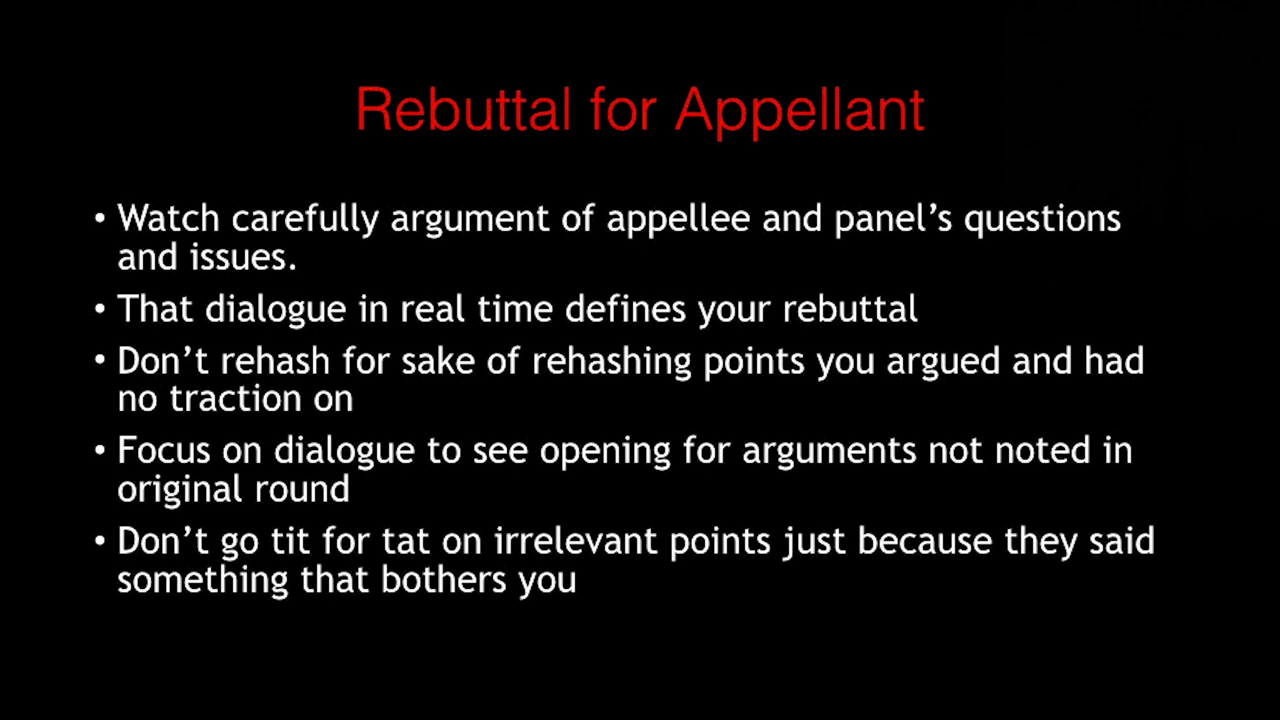 Rebuttal for Appellant
• Watch carefully argument of appellee and panel’s questions
and issues.
• That dialogue in real time defines your rebuttal
• Don’t rehash for sake of rehashing points you argued and had
no traction on
• Focus on dialogue to see opening for arguments not noted in
original round
• Don’t go tit for tat on irrelevant points just because they said
something that bothers you